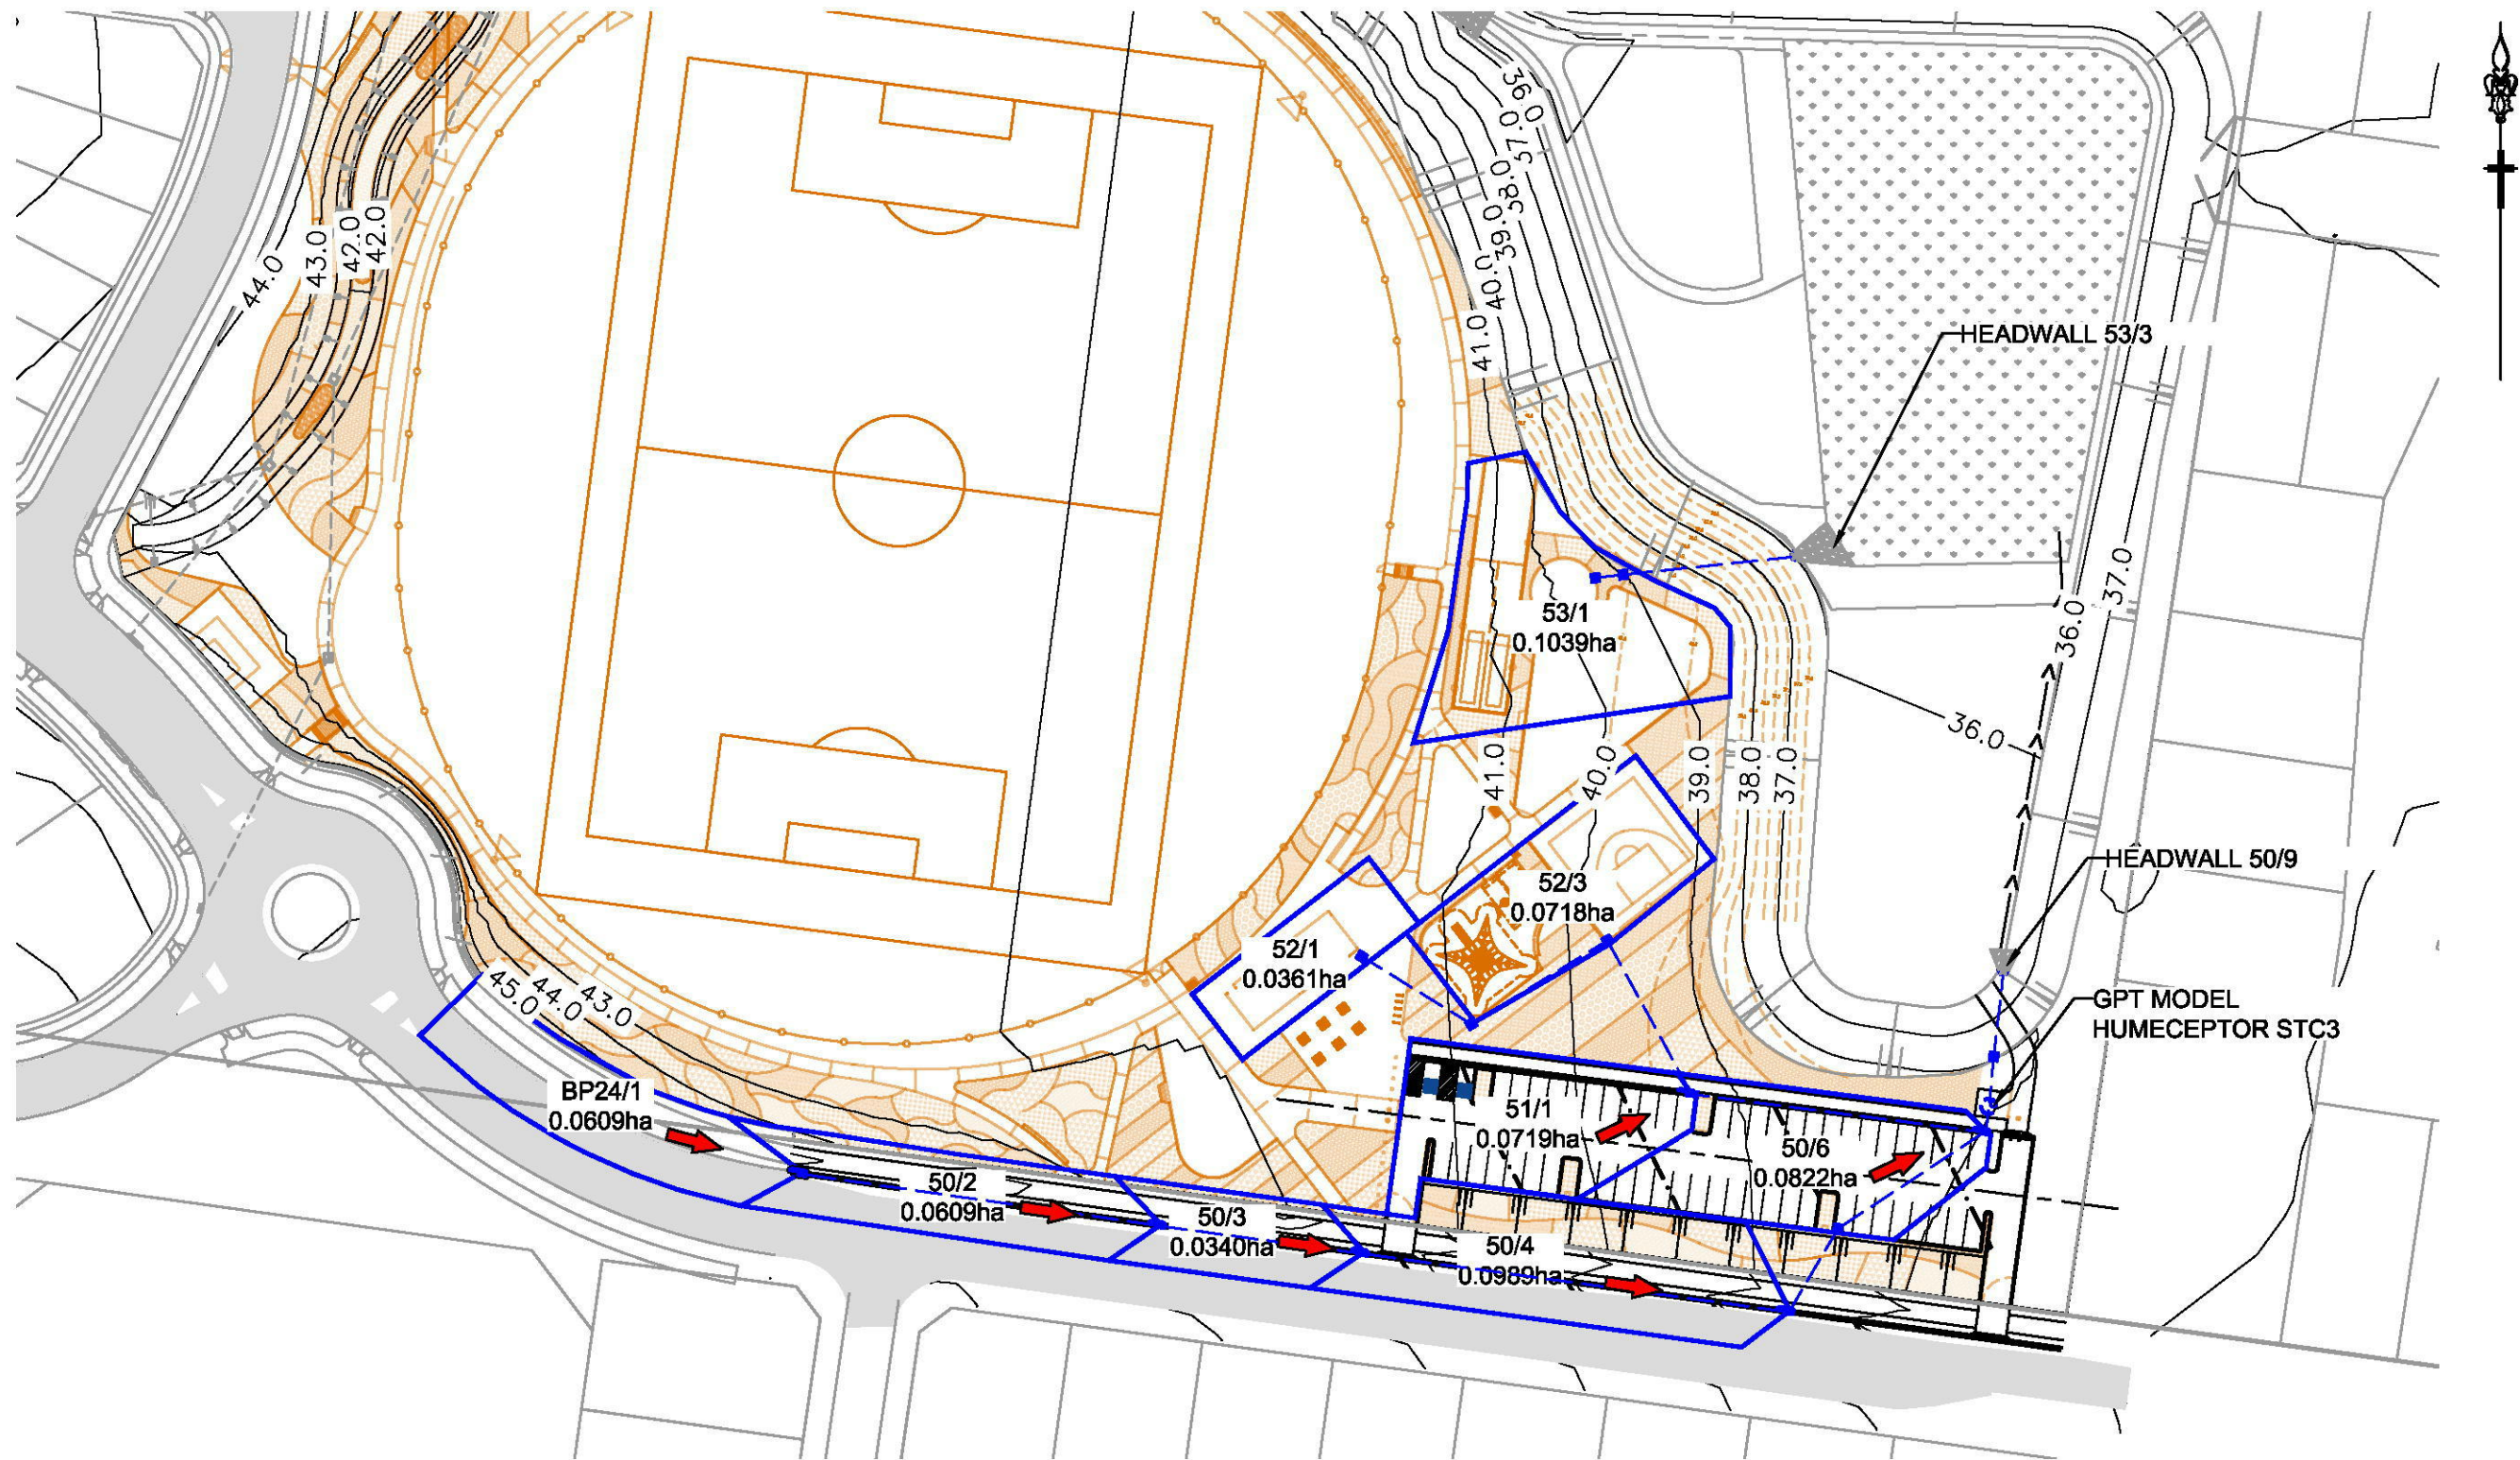 36.0
37.0
38.0
39.0
40.0
41.0
44.0
43.0
42.0
42.0
HEADWALL 53/3
53/1
0.1039ha
37.0
36.0
36.0
41.0
40.0
39.0
38.0
37.0
HEADWALL 50/9
52/3
0.0718ha
52/1
0.0361ha
45.0
44.0
43.0
GPT MODEL
HUMECEPTOR STC3
BP24/1
0.0609ha
51/1
0.0719ha
50/6
0.0822ha
50/2
0.0609ha
50/3
0.0340ha
50/4
0.0989ha